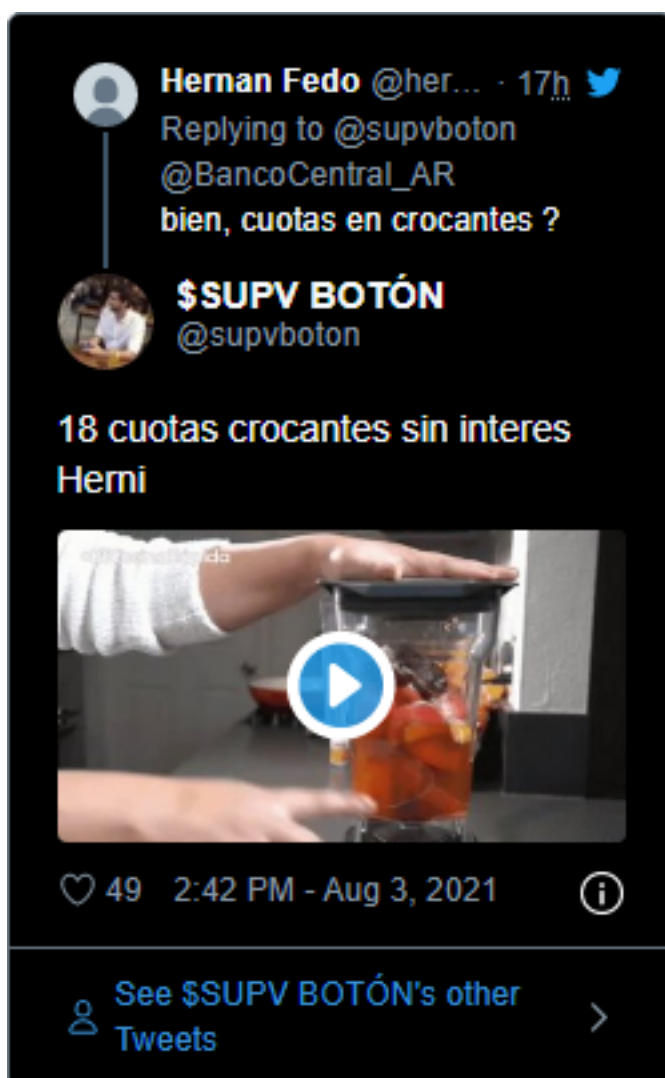 Hernan Fedo @her... · 17h
Replying to @supvboton
@BancoCentral_AR
bien, cuotas en crocantes ?
$SUPV BOTÓN
@supvboton
18 cuotas crocantes sin interes
Herni
49 2:42 PM - Aug 3, 2021
See $SUPV BOTÓN's other
Tweets